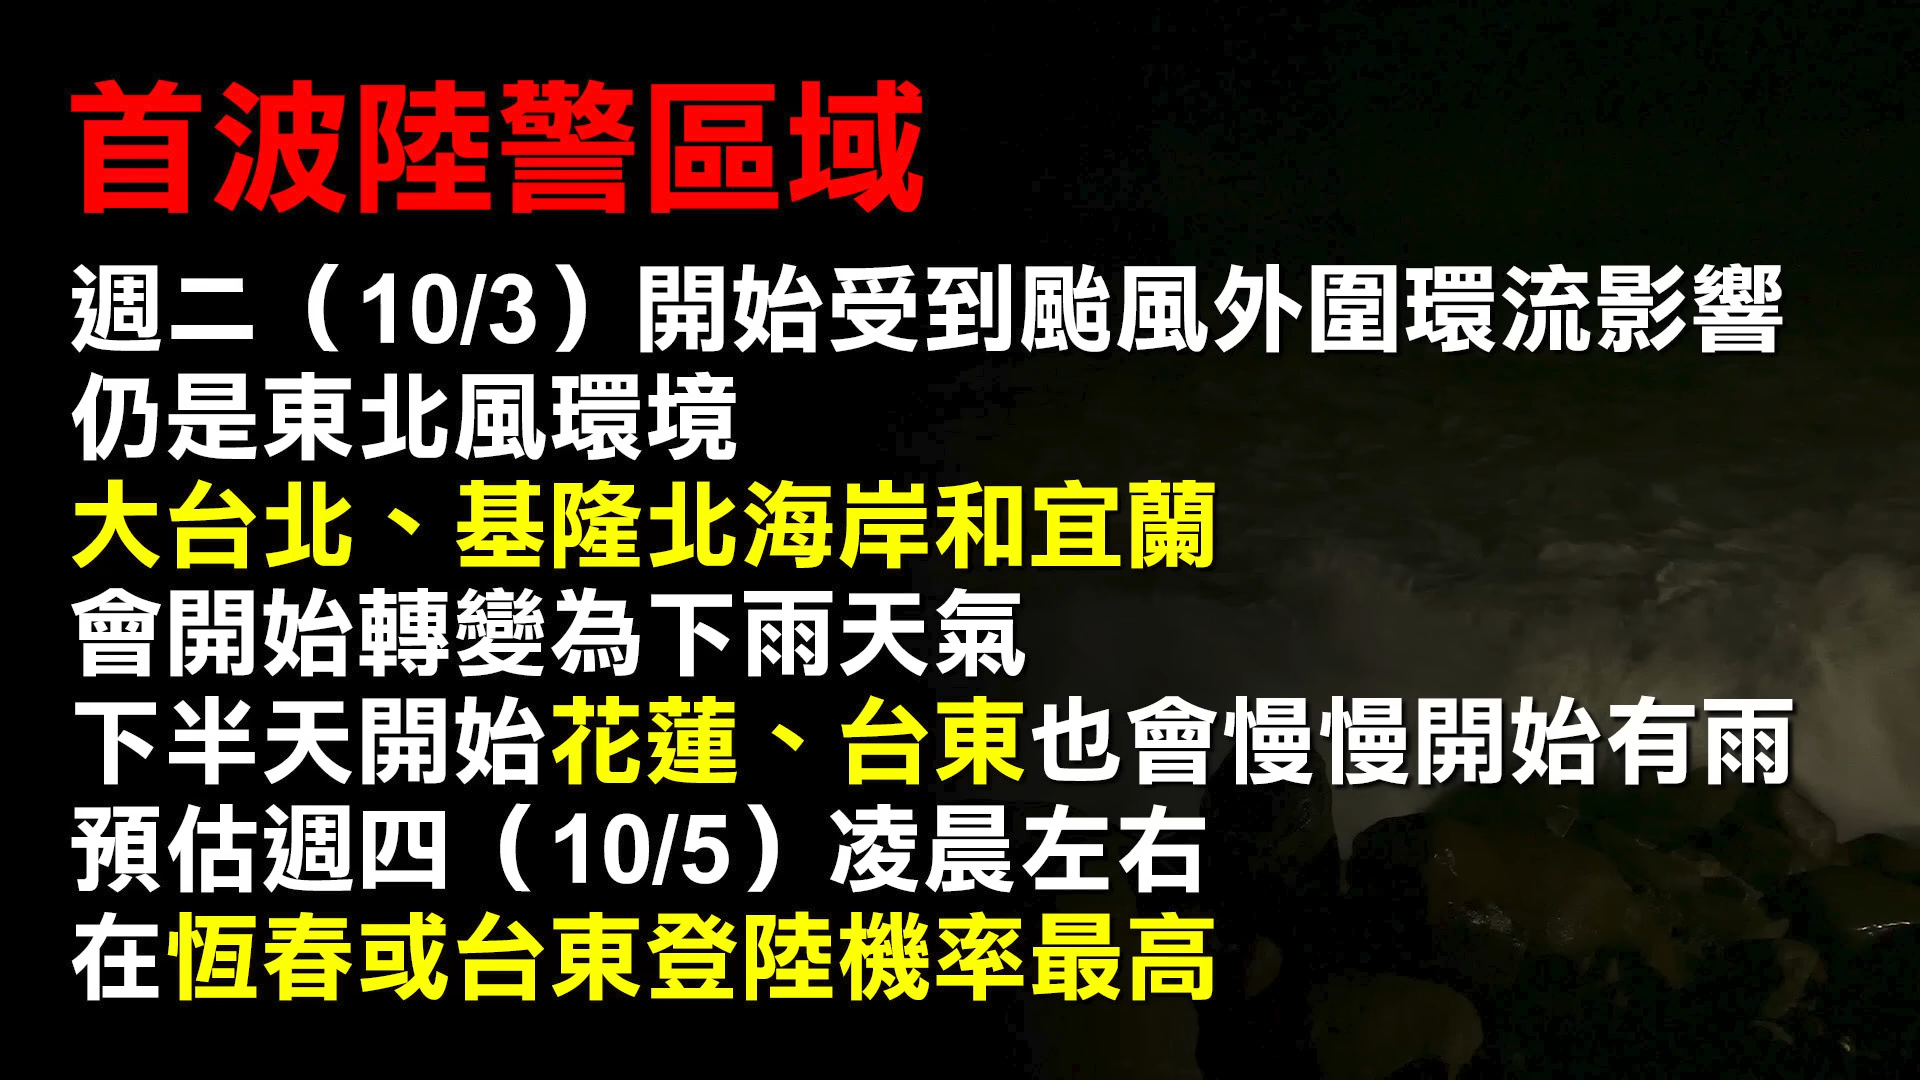 首波陸警區域
週二（10/3）開始受到颱風外圍環流影響
仍是東北風環境
大台北、基隆北海岸和宜蘭
會開始轉變為下雨天氣
下半天開始花蓮、台東也會慢慢開始有雨
預估週四（10/5）凌晨左右
在恆春或台東登陸機率最高